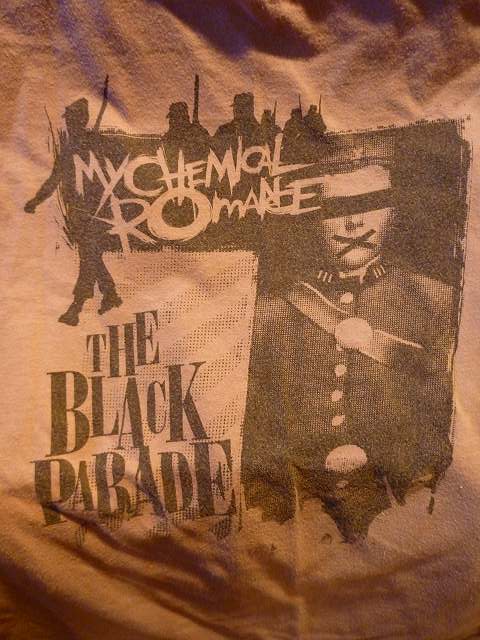 MY CHEMICAL
ROMANCE
THE
BLACK
PARADE